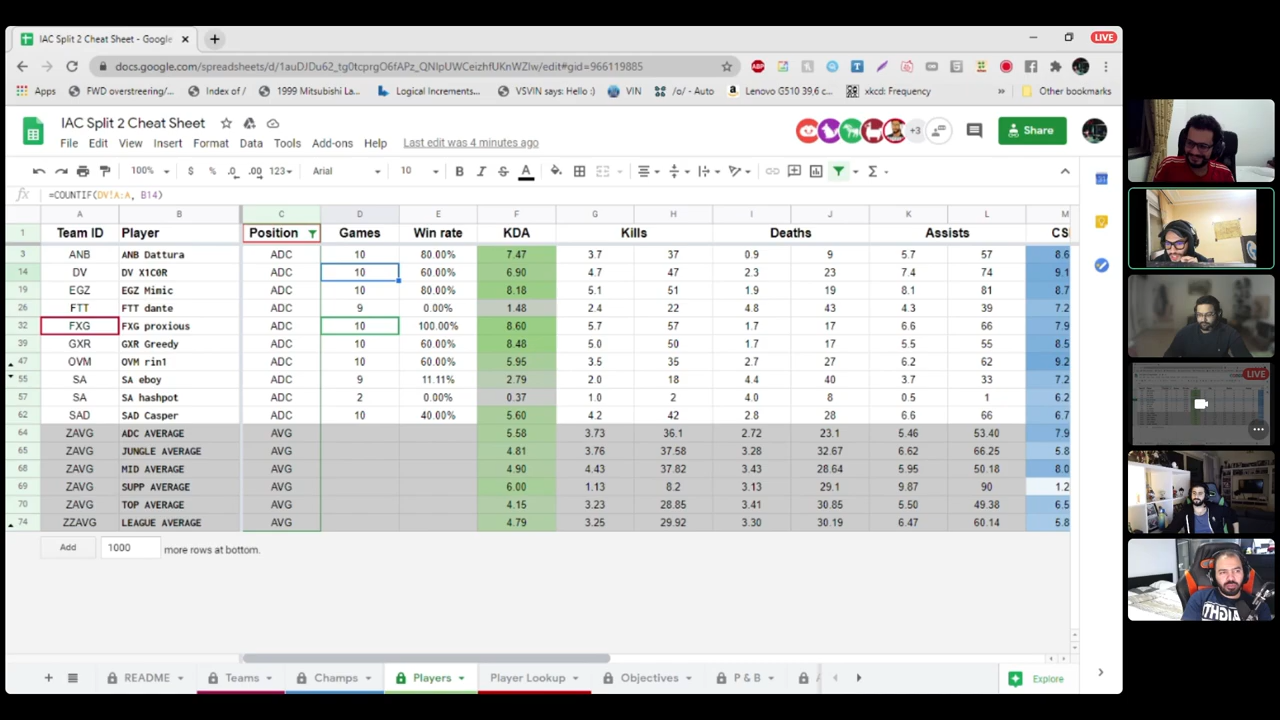 IAC Split 2 Cheat Sheet - Google
LIVE
docs.google.com/spreadsheets/d/1auDJDu62_tg0tcprgO6fAPz_QNlpUWCeizhfUKnWZIw/edit#gid=966119885
Apps FWD overstreering/... Index of / 1999 Mitsubishi La... Logical Increments... VSVIN says: Hello :) VIN /o/ - Auto Lenovo G510 39,6 c... xkcd: Frequency » Other bookmarks
IAC Split 2 Cheat Sheet
+3 Share
File Edit View Insert Format Data Tools Add-ons Help Last edit was 4 minutes ago
100% $ % .0 .00 123 Arial 10 B I S A
fx =COUNTIF(DV!A:A, B14)
A B C D E F G H I J K L M
1 Team ID Player Position Games Win rate KDA Kills Deaths Assists CS
3 ANB ANB Dattura ADC 10 80.00% 7.47 3.7 37 0.9 9 5.7 57 8.6
14 DV DV X1C0R ADC 10 60.00% 6.90 4.7 47 2.3 23 7.4 74 9.1
19 EGZ EGZ Mimic ADC 10 80.00% 8.18 5.1 51 1.9 19 8.1 81 8.7
26 FTT FTT dante ADC 9 0.00% 1.48 2.4 22 4.8 43 4.3 39 7.2
32 FXG FXG proxious ADC 10 100.00% 8.60 5.7 57 1.7 17 6.6 66 7.9
39 GXR GXR Greedy ADC 10 60.00% 8.48 5.0 50 1.7 17 5.5 55 8.5
47 OVM OVM rin1 ADC 10 60.00% 5.95 3.5 35 2.7 27 6.2 62 9.2
55 SA SA eboy ADC 9 11.11% 2.79 2.0 18 4.4 40 3.7 33 7.2
57 SA SA hashpot ADC 2 0.00% 0.37 1.0 2 4.0 8 0.5 1 6.2
62 SAD SAD Casper ADC 10 40.00% 5.60 4.2 42 2.8 28 6.6 66 6.7
64 ZAVG ADC AVERAGE AVG 5.58 3.73 36.1 2.72 23.1 5.46 53.40 7.9
65 ZAVG JUNGLE AVERAGE AVG 4.81 3.76 37.58 3.28 32.67 6.62 66.25 5.8
68 ZAVG MID AVERAGE AVG 4.90 4.43 37.82 3.43 28.64 5.95 50.18 8.0
69 ZAVG SUPP AVERAGE AVG 6.00 1.13 8.2 3.13 29.1 9.87 90 1.2
70 ZAVG TOP AVERAGE AVG 4.15 3.23 28.85 3.41 30.85 5.50 49.38 6.5
74 ZZAVG LEAGUE AVERAGE AVG 4.79 3.25 29.92 3.30 30.19 6.47 60.14 5.8
Add 1000 more rows at bottom.
README Teams Champs Players Player Lookup Objectives P & B Explore
LIVE